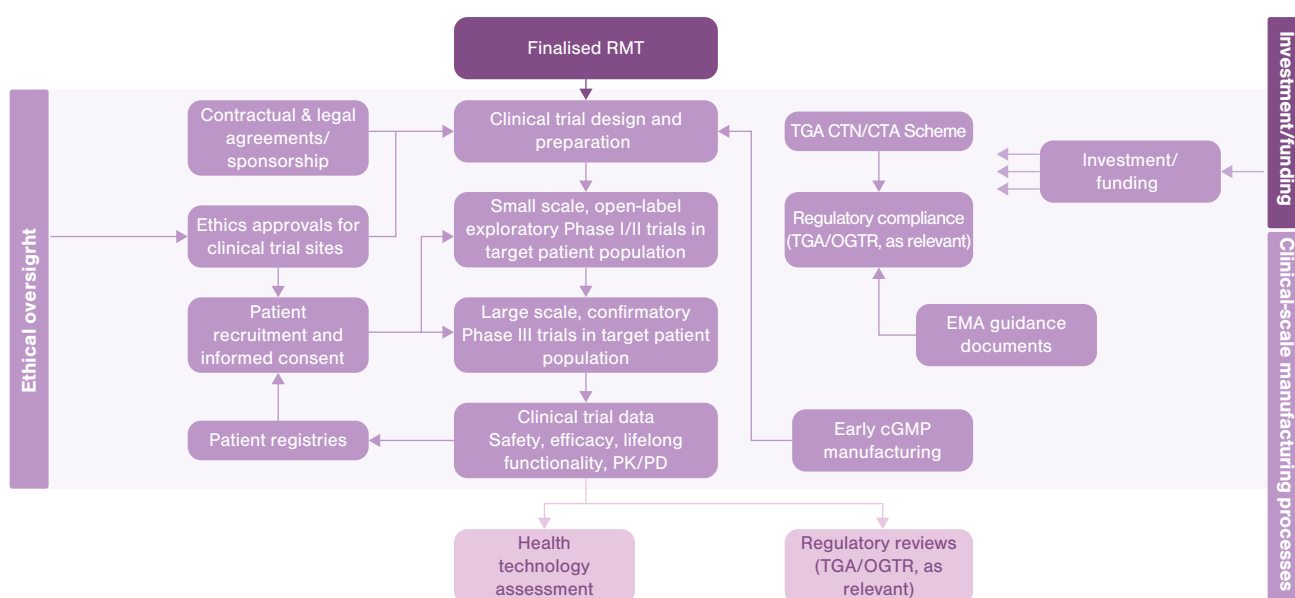 Finalised RMT
Investment/funding
Ethical oversigrht
Contractual & legal
agreements/
sponsorship
Clinical trial design and
preparation
TGA CTN/CTA Scheme
Investment/
funding
Ethics approvals for
clinical trial sites
Small scale, open-label
exploratory Phase I/II trials in
target patient population
Regulatory compliance
(TGA/OGTR, as relevant)
Clinical-scale manufacturing processes
Patient
recruitment and
informed consent
Large scale, confirmatory
Phase III trials in target patient
population
EMA guidance
documents
Patient registries
Clinical trial data
Safety, efficacy, lifelong
functionality, PK/PD
Early cGMP
manufacturing
Health
technology
assessment
Regulatory reviews
(TGA/OGTR, as
relevant)